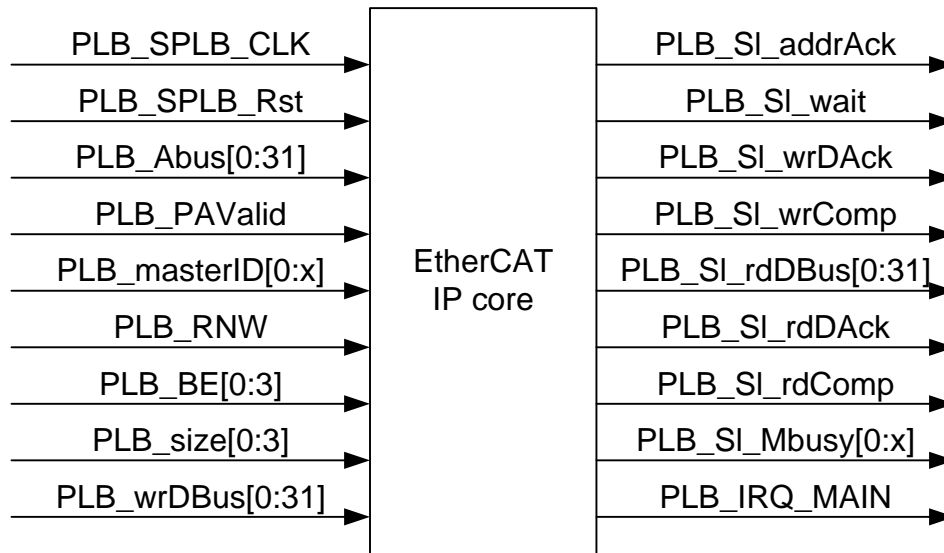 PLB_SPLB_CLK
PLB_SPLB_Rst
PLB_Abus[0:31]
PLB_PAValid
PLB_masterID[0:x]
PLB_RNW
PLB_BE[0:3]
PLB_size[0:3]
PLB_wrDBus[0:31]
EtherCAT
IP core
PLB_Sl_addrAck
PLB_Sl_wait
PLB_Sl_wrDAck
PLB_Sl_wrComp
PLB_Sl_rdDBus[0:31]
PLB_Sl_rdDAck
PLB_Sl_rdComp
PLB_Sl_Mbusy[0:x]
PLB_IRQ_MAIN